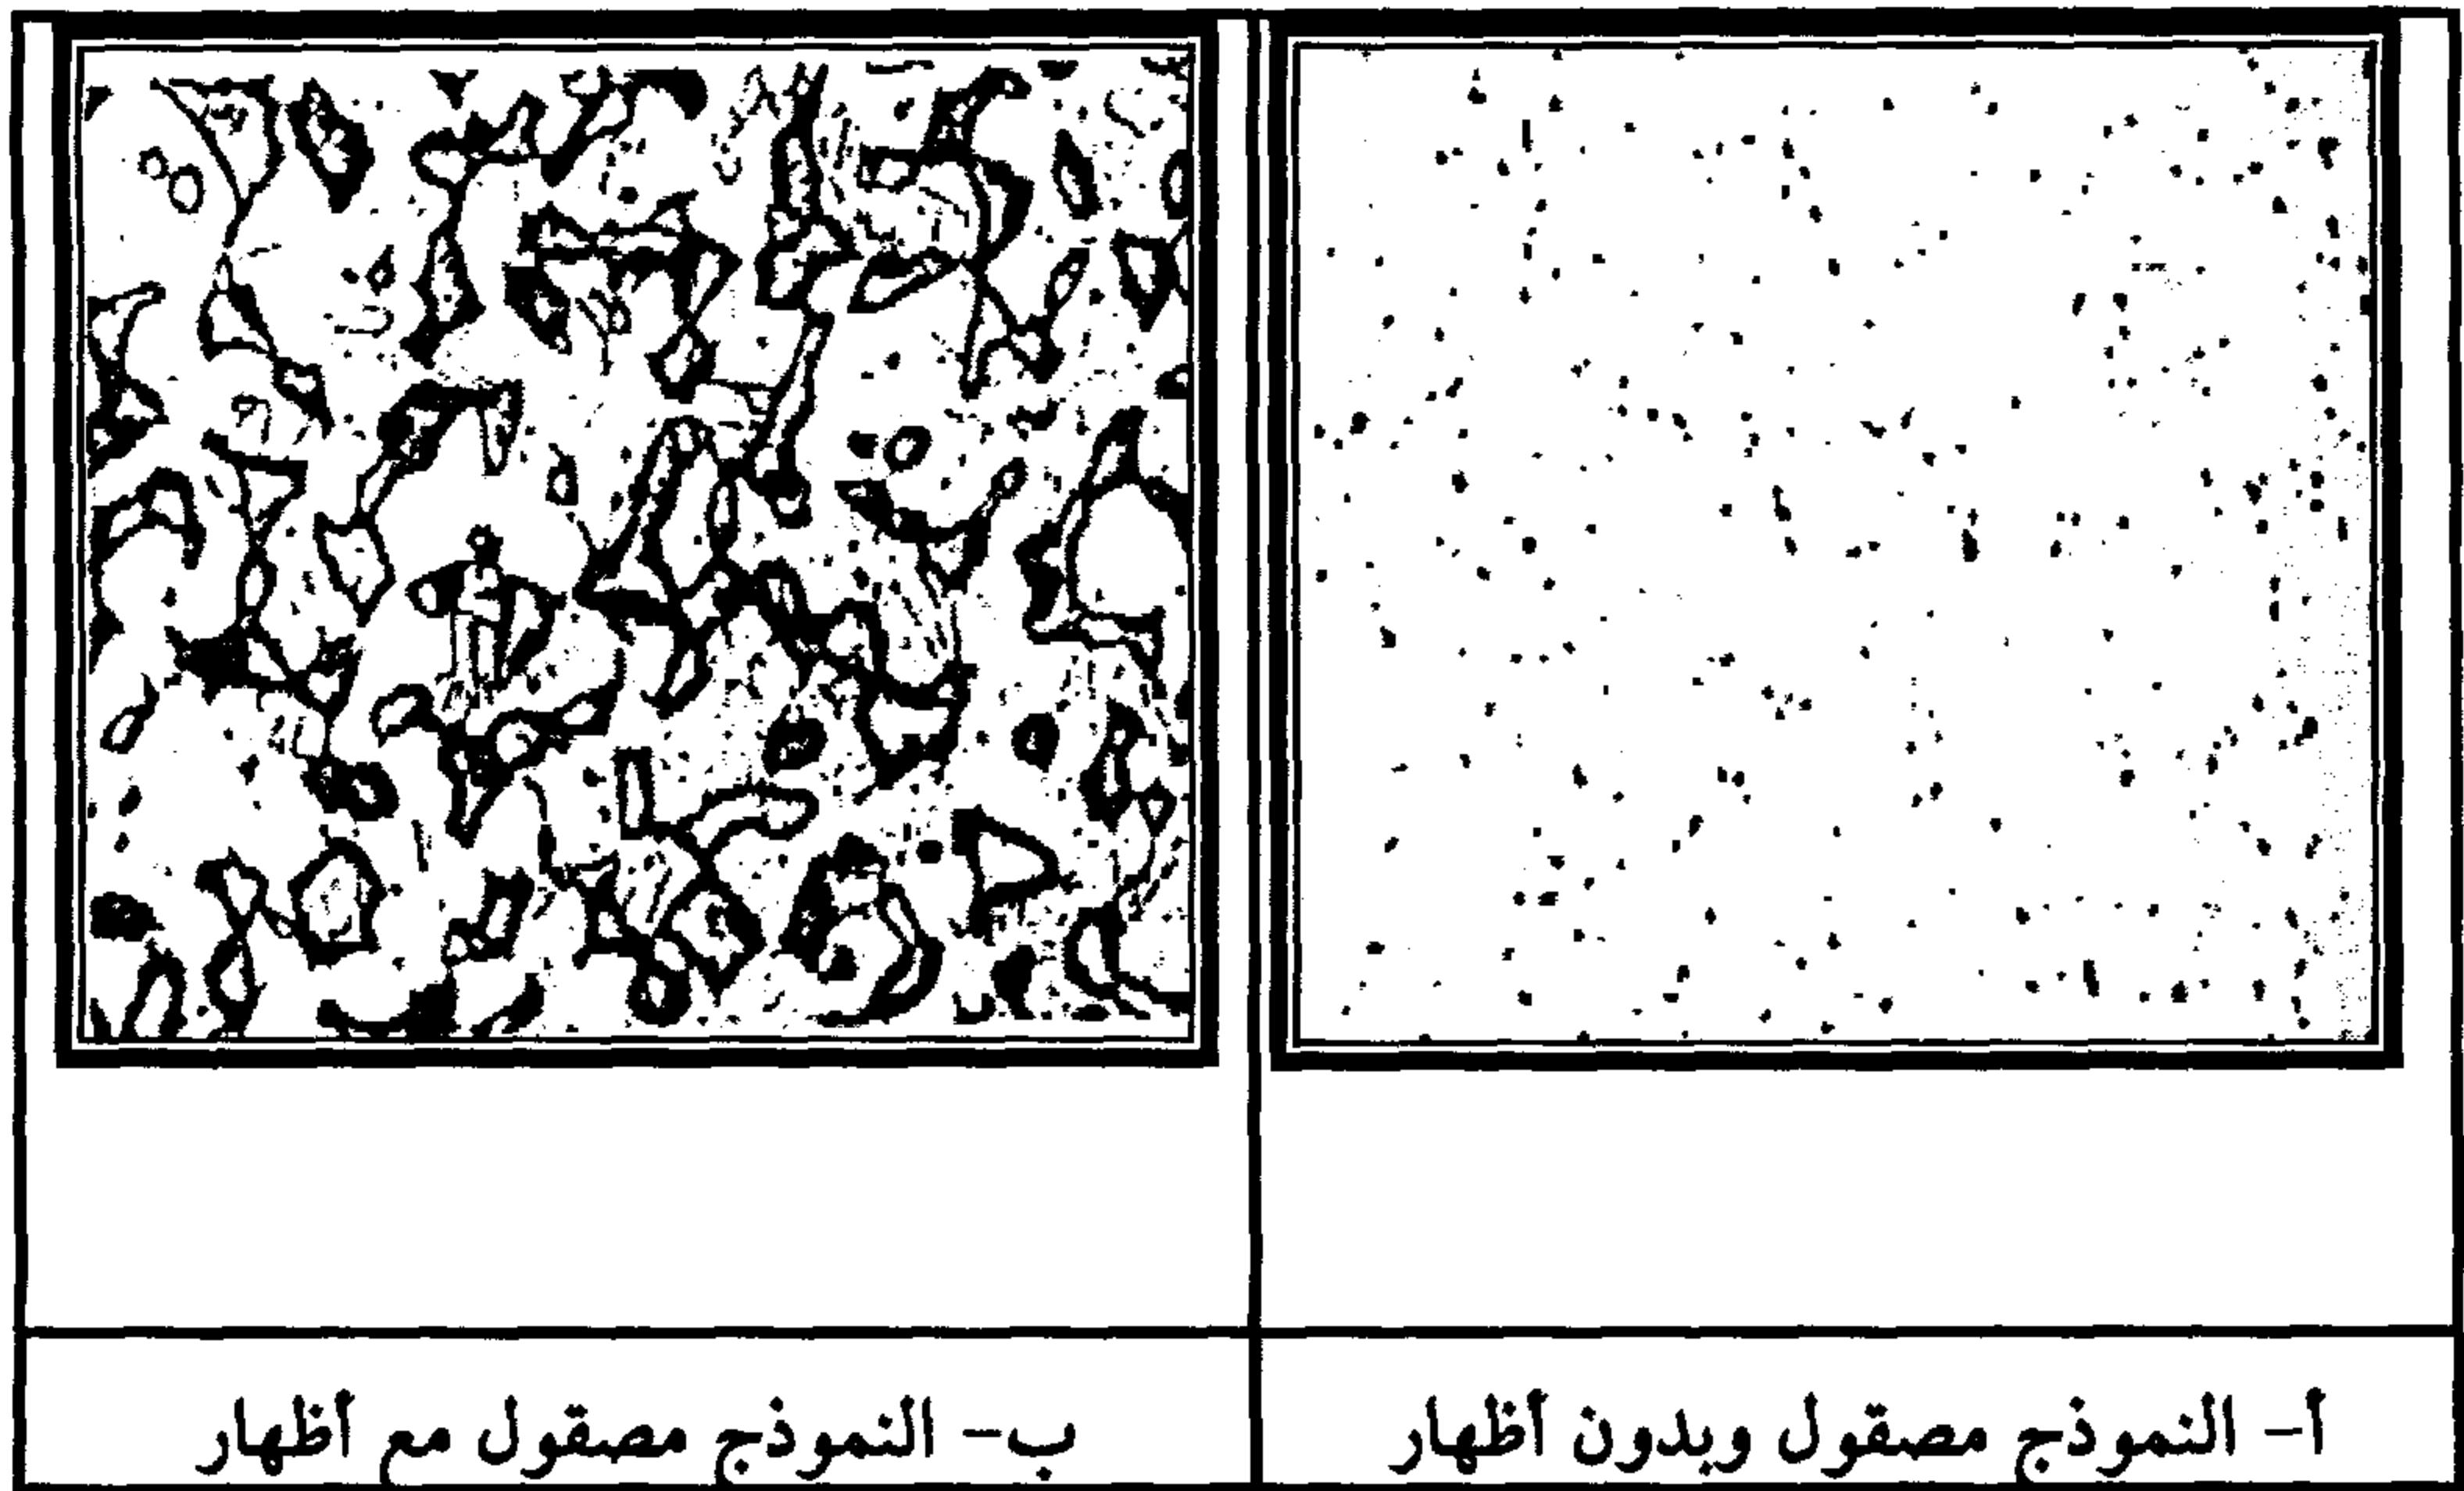 أ- النموذج مصقول وبدون أظهار
ب- النموذج مصقول مع أظهار